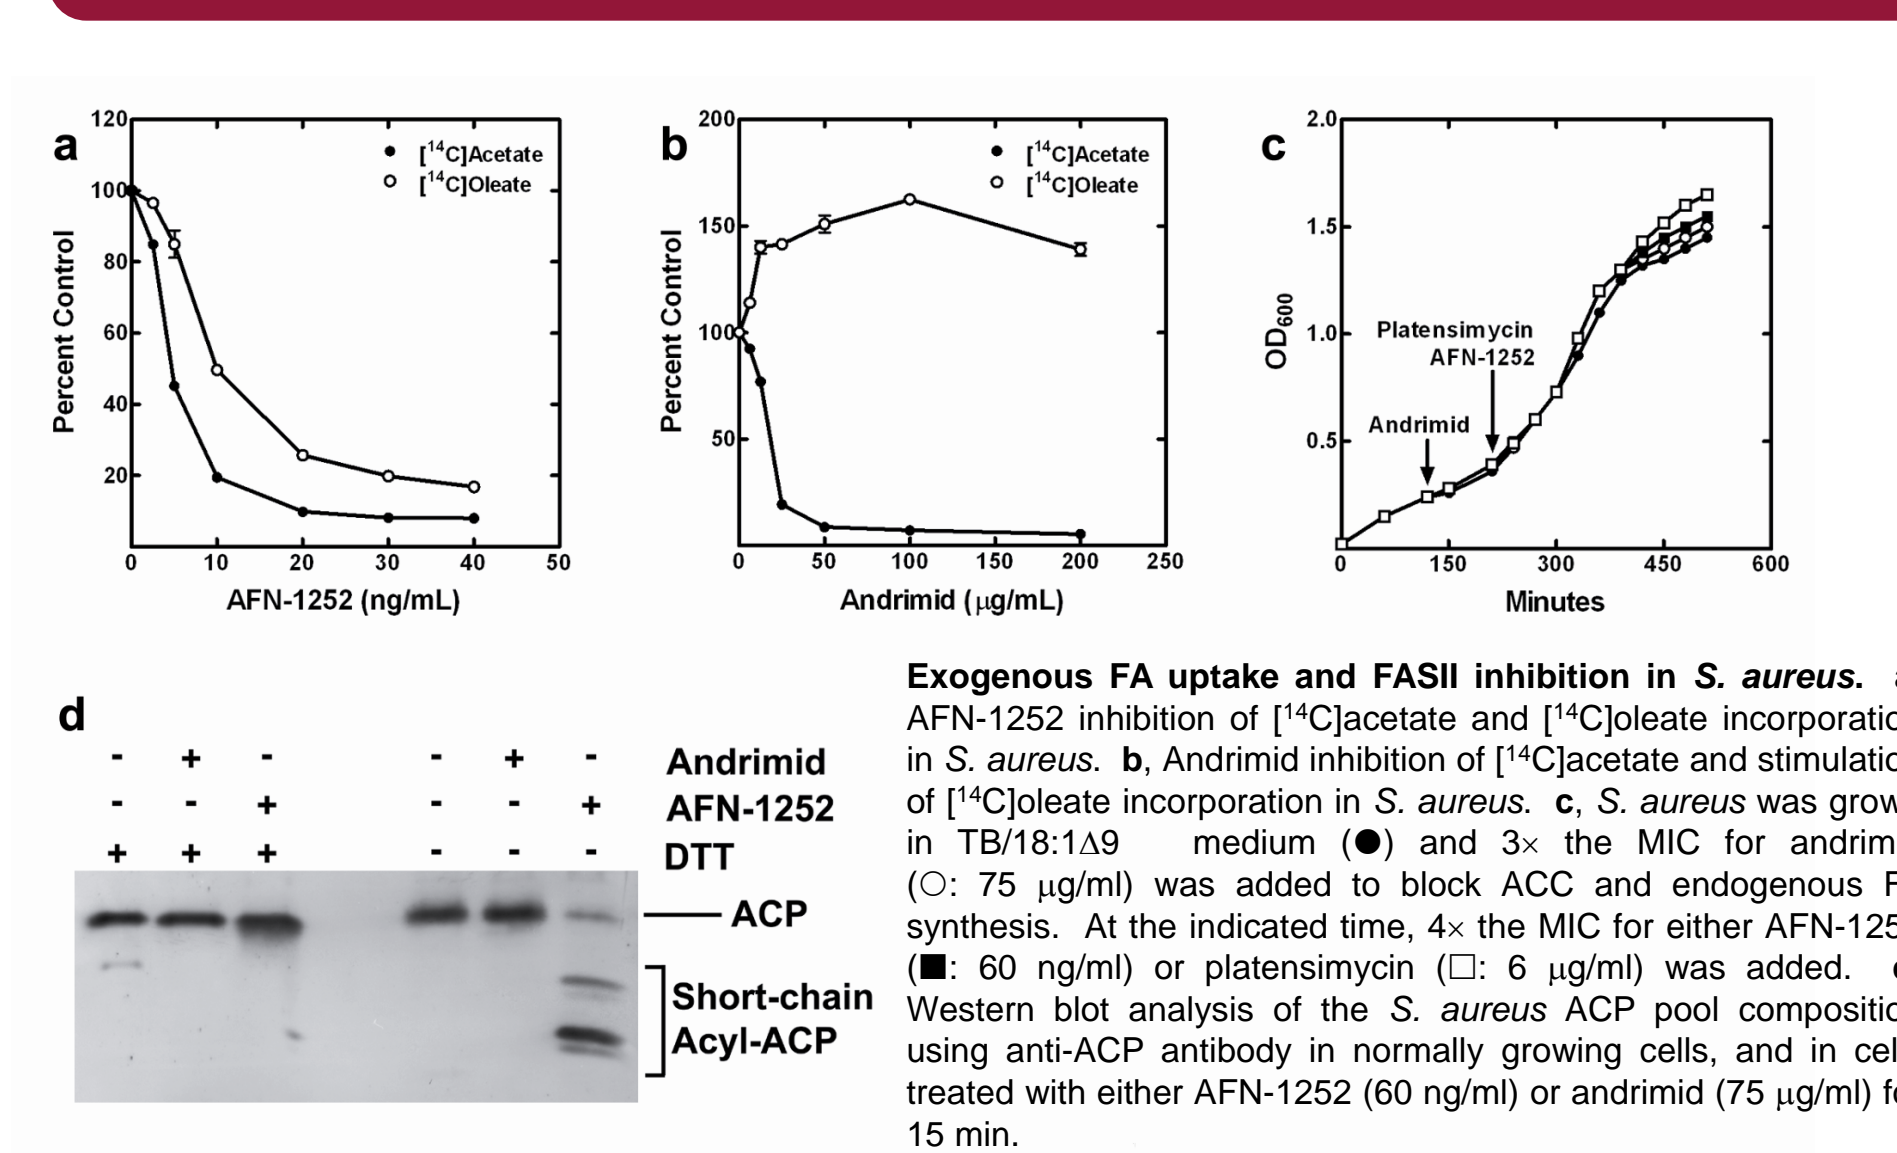 a
120
100
80
60
40
20
0 10 20 30 40 50
Percent Control
AFN-1252 (ng/mL)
[14C]Acetate
[14C]Oleate
b
200
150
100
50
0 50 100 150 200 250
Percent Control
Andrimid (μg/mL)
[14C]Acetate
[14C]Oleate
c
2.0
1.5
1.0
0.5
0 150 300 450 600
OD600
Minutes
Platensimycin
AFN-1252
Andrimid
d
- + - - + - Andrimid
- - + - - + AFN-1252
+ + + - - - DTT
ACP
Short-chain
Acyl-ACP
Exogenous FA uptake and FASII inhibition in S. aureus.
AFN-1252 inhibition of [14C]acetate and [14C]oleate
in S. aureus. b, Andrimid inhibition of [14C]acetate and
of [14C]oleate incorporation in S. aureus. c, S. aureus was
in TB/18:1Δ9 medium (●) and 3× the MIC for
(○: 75 μg/ml) was added to block ACC and endogenous
synthesis. At the indicated time, 4× the MIC for either
(■: 60 ng/ml) or platensimycin (□: 6 μg/ml) was added.
Western blot analysis of the S. aureus ACP pool
using anti-ACP antibody in normally growing cells, and in
treated with either AFN-1252 (60 ng/ml) or andrimid (75 μg/ml)
15 min.